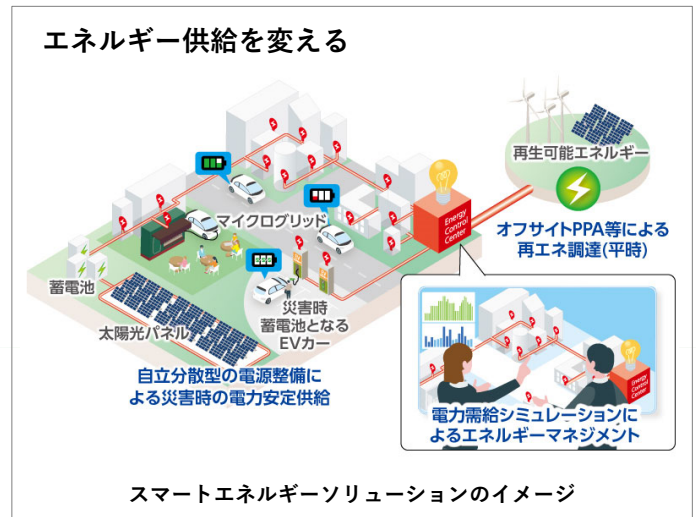 エネルギー供給を変える
再生可能エネルギー
オフサイトPPA等による
再エネ調達(平時)
マイクログリッド
Energy
Control
Center
蓄電池
太陽光パネル
災害時
蓄電池となる
EVカー
自立分散型の電源整備に
よる災害時の電力安定供給
Energy
Control
Center
電力需給シミュレーションに
よるエネルギーマネジメント
スマートエネルギーソリューションのイメージ